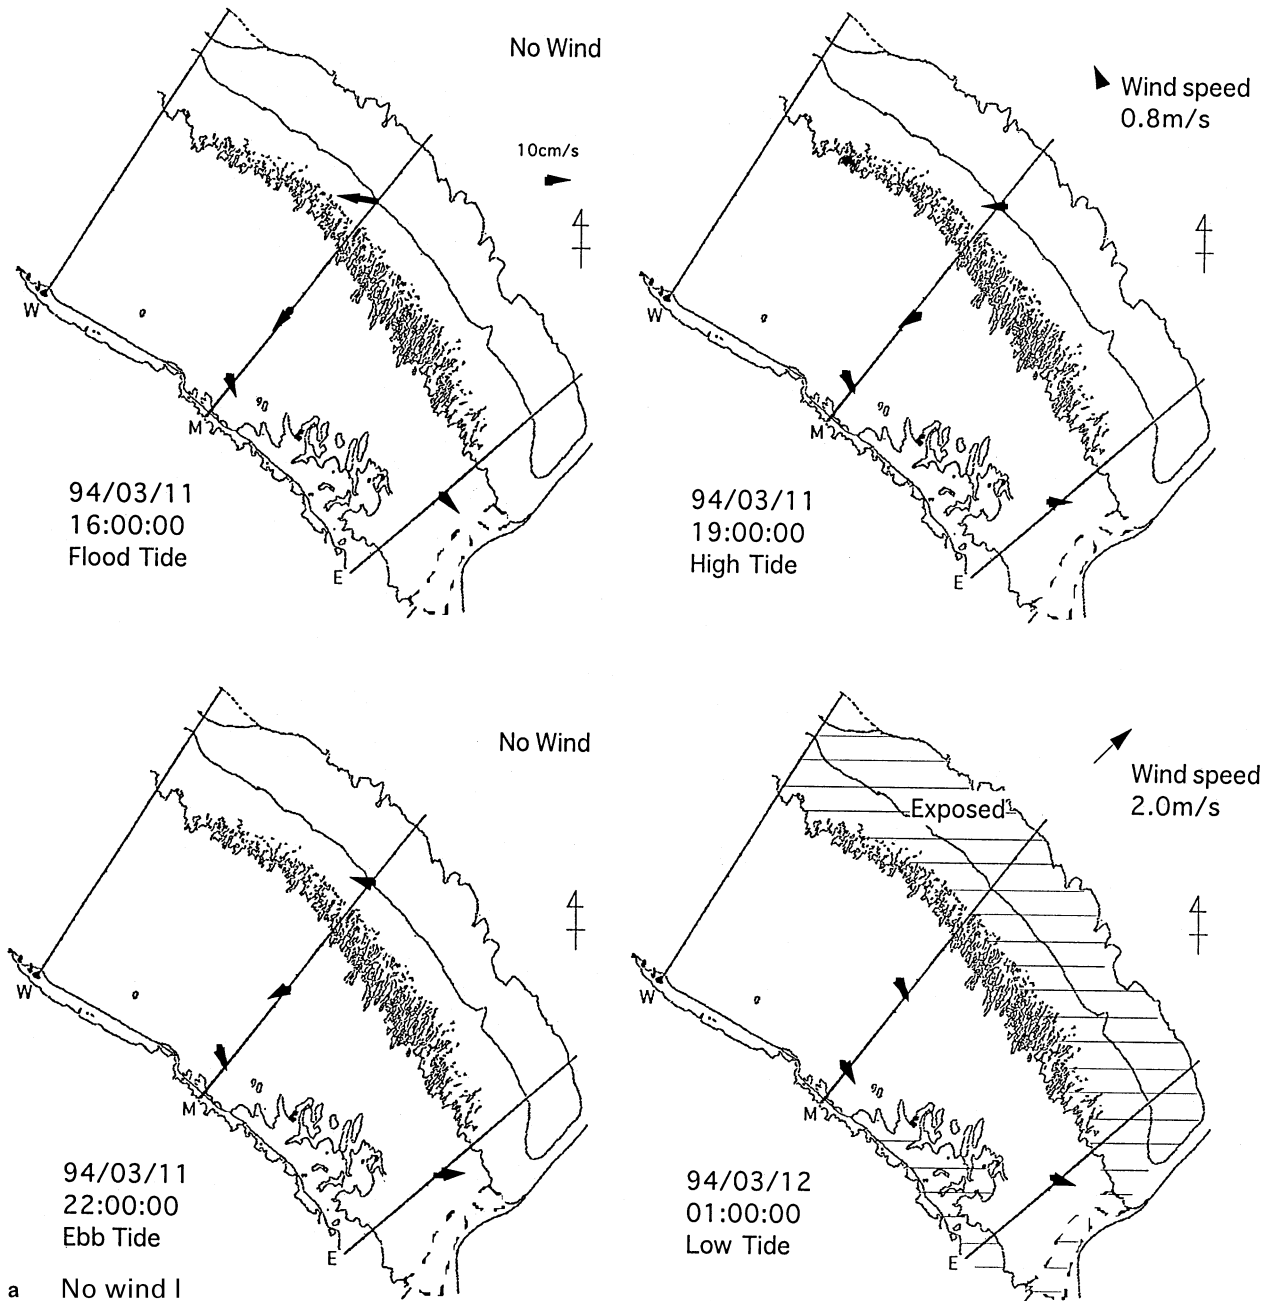 No Wind
10cm/s
W
M
E
94/03/11
16:00:00
Flood Tide
Wind speed
0.8m/s
W
M
E
94/03/11
19:00:00
High Tide
No Wind
W
M
E
94/03/11
22:00:00
Ebb Tide
Wind speed
2.0m/s
Exposed
W
M
E
94/03/12
01:00:00
Low Tide
a No wind I